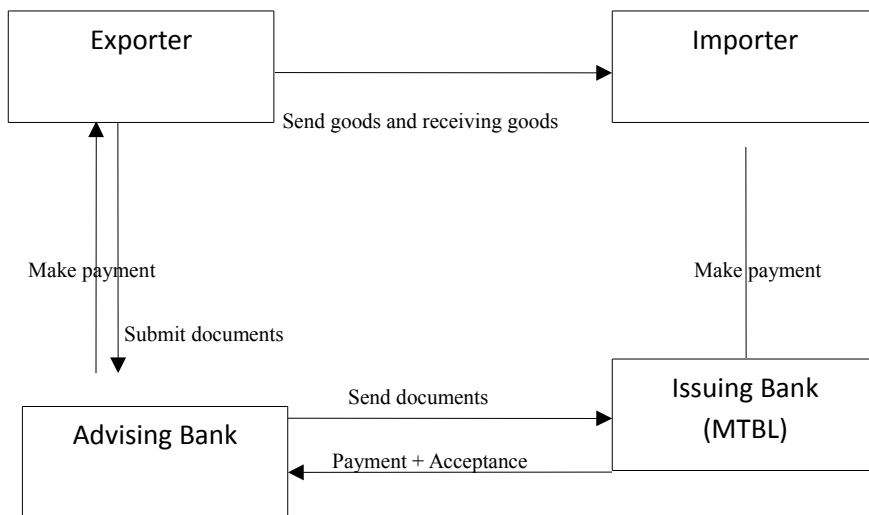 Exporter
Importer
Send goods and receiving goods
Make payment
Make payment
Submit documents
Send documents
Issuing Bank
(MTBL)
Advising Bank
Payment + Acceptance